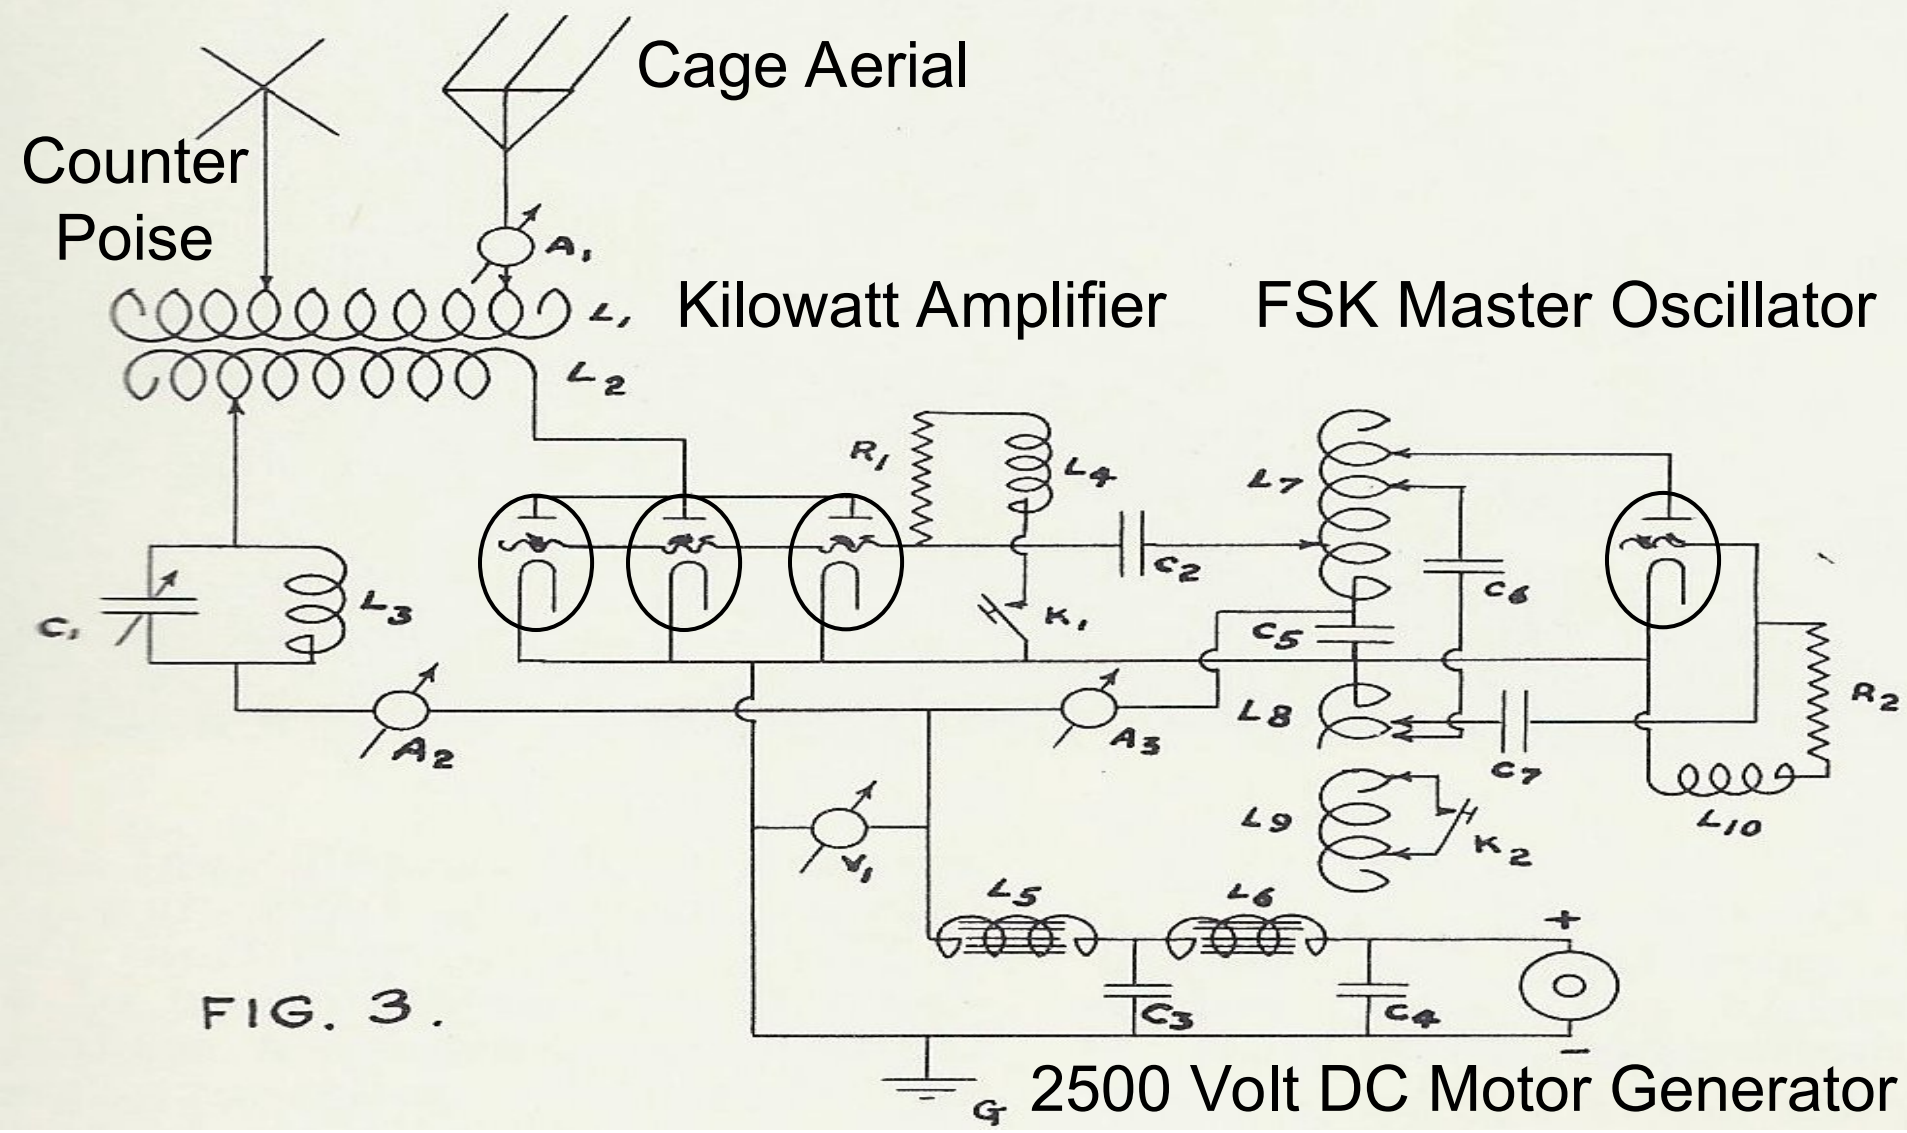 Cage Aerial
Counter
Poise
A1
L1
Kilowatt Amplifier
FSK Master Oscillator
L2
R1
L4
L7
C2
C6
C1
L3
K1
C5
R2
A2
A3
L8
C7
V1
L9
K2
L10
L5
L6
+
C3
C4
FIG. 3.
-
G
2500 Volt DC Motor Generator